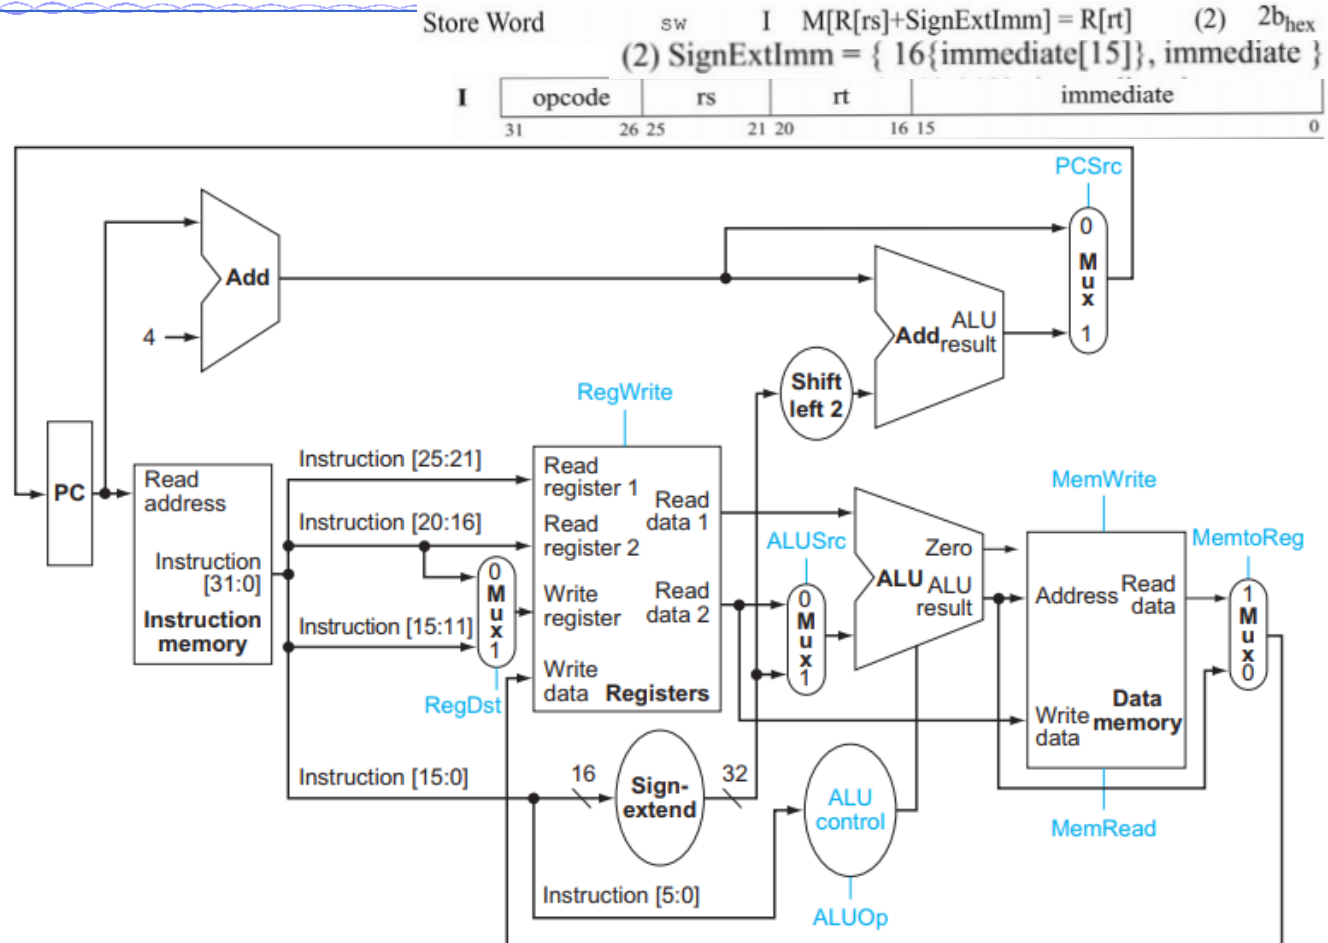 Store Word sw I M[R[rs]+SignExtImm] = R[rt] (2) 2bhex
(2) SignExtImm = { 16{immediate[15]}, immediate }
I opcode rs rt immediate
31 26 25 21 20 16 15 0
PCSrc
0
M
u
x
1
Add
4
Add ALU
result
Shift
left 2
RegWrite
PC
Read
address
Instruction
[31:0]
Instruction
memory
Instruction [25:21]
Instruction [20:16]
Instruction [15:11]
0
M
u
x
1
RegDst
Read
register 1
Read
register 2
Write
register
Write
data
Read
data 1
Read
data 2
Registers
ALUSrc
0
M
u
x
1
Zero
ALU ALU
result
MemWrite
Address
Read
data
Write
data
Data
memory
MemRead
MemtoReg
1
M
u
x
0
Instruction [15:0]
16
Sign-
extend
32
ALU
control
Instruction [5:0]
ALUOp